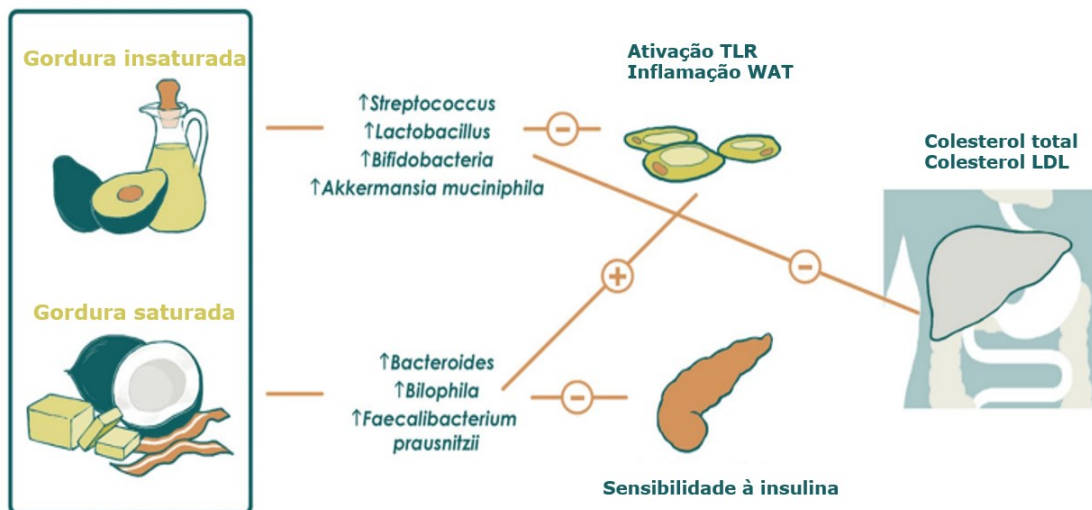 Gordura insaturada
↑Streptococcus
↑Lactobacillus
↑Bifidobacteria
↑Akkermansia muciniphila
-
Ativação TLR
Inflamação WAT
-
Colesterol total
Colesterol LDL
Gordura saturada
↑Bacteroides
↑Bilophila
↑Faecalibacterium
prausnitzii
+
-
Sensibilidade à insulina